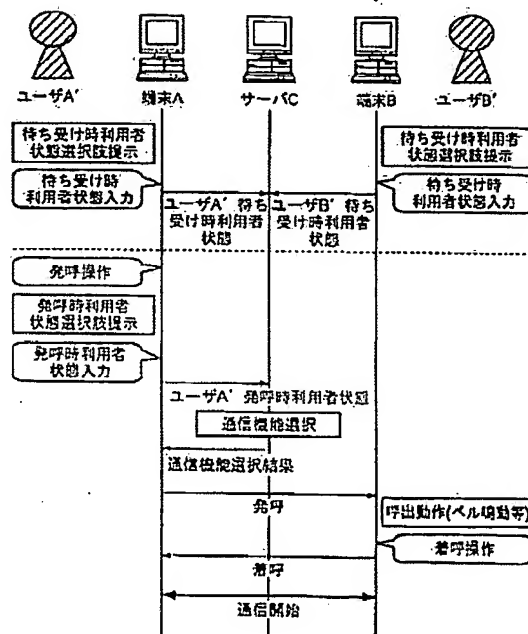 ユーザA' 端末A サーバC 端末B ユーザB'
待ち受け時利用者
状態選択肢提示
待ち受け時利用者
状態選択肢提示
待ち受け時
利用者状態入力
待ち受け時
利用者状態入力
ユーザA' 待ち
受け時利用者
状態
ユーザB' 待ち
受け時利用者
状態
発呼操作
発呼時利用者
状態選択肢提示
発呼時利用者
状態入力
ユーザA' 発呼時利用者状態
通信機能選択
通信機能選択結果
発呼
呼出動作(ベル鳴動等)
着呼操作
着呼
通信開始